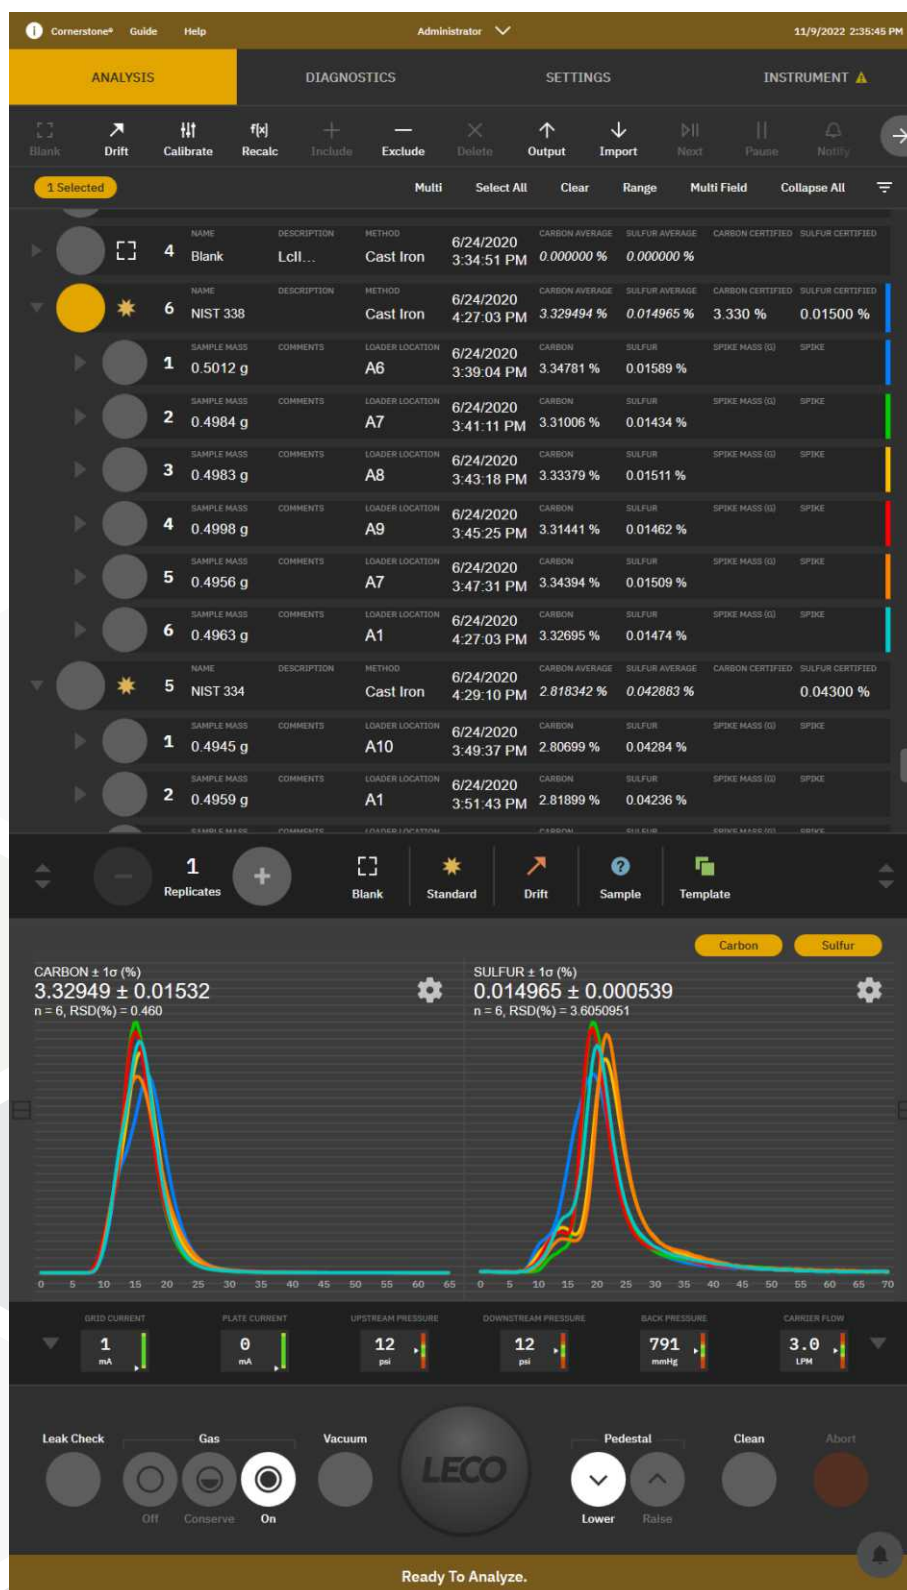 Cornerstone® Guide Help Administrator 11/9/2022 2:35:45 PM
ANALYSIS DIAGNOSTICS SETTINGS INSTRUMENT
Blank Drift Calibrate Recalc Include Exclude Delete Output Import Next Pause Notify
f(x)
1 Selected Multi Select All Clear Range Multi Field Collapse All
NAME DESCRIPTION METHOD CARBON AVERAGE SULFUR AVERAGE CARBON CERTIFIED SULFUR CERTIFIED
4 Blank LcII... Cast Iron 6/24/2020 3:34:51 PM 0.000000 % 0.000000 %
NAME DESCRIPTION METHOD CARBON AVERAGE SULFUR AVERAGE CARBON CERTIFIED SULFUR CERTIFIED
6 NIST 338 Cast Iron 6/24/2020 4:27:03 PM 3.329494 % 0.014965 % 3.330 % 0.01500 %
SAMPLE MASS COMMENTS LOADER LOCATION CARBON SULFUR SPIKE MASS (G) SPIKE
1 0.5012 g A6 6/24/2020 3:39:04 PM 3.34781 % 0.01589 %
SAMPLE MASS COMMENTS LOADER LOCATION CARBON SULFUR SPIKE MASS (G) SPIKE
2 0.4984 g A7 6/24/2020 3:41:11 PM 3.31006 % 0.01434 %
SAMPLE MASS COMMENTS LOADER LOCATION CARBON SULFUR SPIKE MASS (G) SPIKE
3 0.4983 g A8 6/24/2020 3:43:18 PM 3.33379 % 0.01511 %
SAMPLE MASS COMMENTS LOADER LOCATION CARBON SULFUR SPIKE MASS (G) SPIKE
4 0.4998 g A9 6/24/2020 3:45:25 PM 3.31441 % 0.01462 %
SAMPLE MASS COMMENTS LOADER LOCATION CARBON SULFUR SPIKE MASS (G) SPIKE
5 0.4956 g A7 6/24/2020 3:47:31 PM 3.34394 % 0.01509 %
SAMPLE MASS COMMENTS LOADER LOCATION CARBON SULFUR SPIKE MASS (G) SPIKE
6 0.4963 g A1 6/24/2020 4:27:03 PM 3.32695 % 0.01474 %
NAME DESCRIPTION METHOD CARBON AVERAGE SULFUR AVERAGE CARBON CERTIFIED SULFUR CERTIFIED
5 NIST 334 Cast Iron 6/24/2020 4:29:10 PM 2.818342 % 0.042883 % 0.04300 %
SAMPLE MASS COMMENTS LOADER LOCATION CARBON SULFUR SPIKE MASS (G) SPIKE
1 0.4945 g A10 6/24/2020 3:49:37 PM 2.80699 % 0.04284 %
SAMPLE MASS COMMENTS LOADER LOCATION CARBON SULFUR SPIKE MASS (G) SPIKE
2 0.4959 g A1 6/24/2020 3:51:43 PM 2.81899 % 0.04236 %
SAMPLE MASS COMMENTS LOADER LOCATION CARBON SULFUR SPIKE MASS (G) SPIKE
1 Replicates Blank Standard Drift Sample Template
Carbon Sulfur
CARBON ± 1σ (%) SULFUR ± 1σ (%)
3.32949 ± 0.01532 0.014965 ± 0.000539
n = 6, RSD(%) = 0.460 n = 6, RSD(%) = 3.6050951
0 5 10 15 20 25 30 35 40 45 50 55 60 65 0 5 10 15 20 25 30 35 40 45 50 55 60 65 70
GRID CURRENT PLATE CURRENT UPSTREAM PRESSURE DOWNSTREAM PRESSURE BACK PRESSURE CARRIER FLOW
1 0 12 12 791 3.0
mA mA psi psi mmHg LPM
Leak Check Gas Vacuum Pedestal Clean Abort
LECO
Off Conserve On Lower Raise
Ready To Analyze.